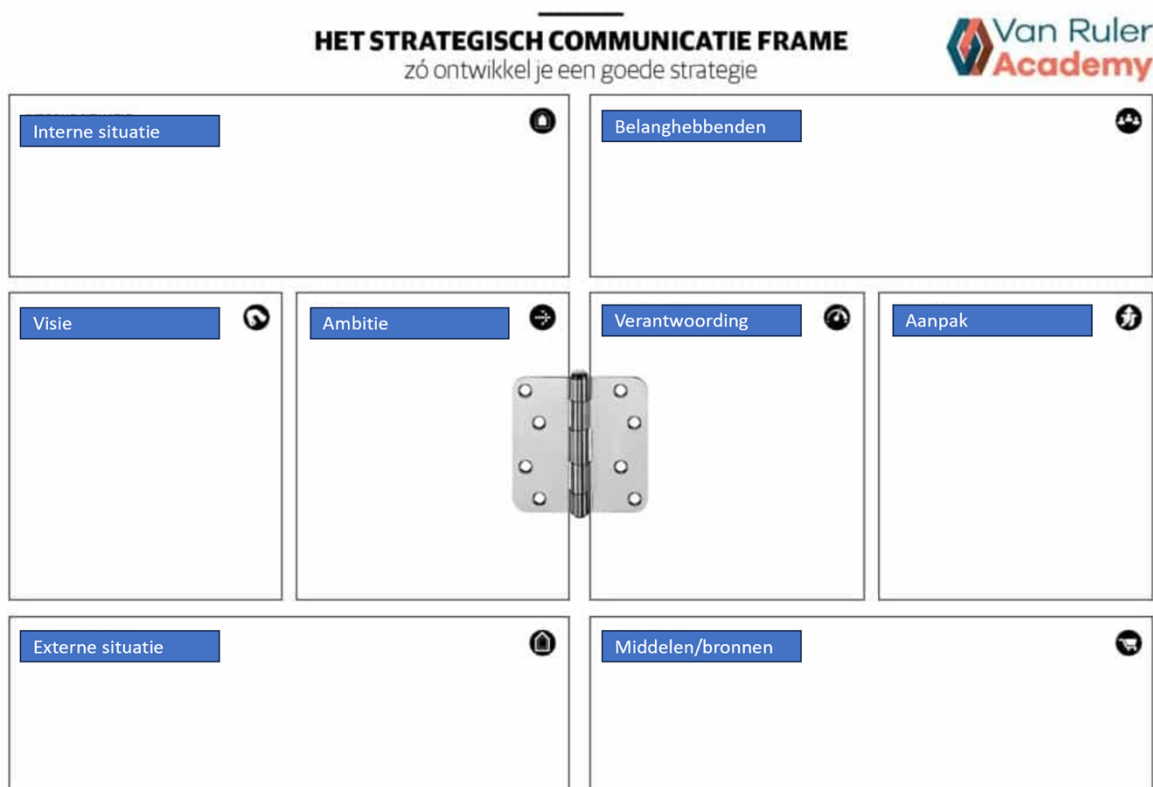 HET STRATEGISCH COMMUNICATIE FRAME
zó ontwikkel je een goede strategie
Van Ruler
Academy
Interne situatie
Belanghebbenden
Visie
Ambitie
Verantwoording
Aanpak
Externe situatie
Middelen/bronnen